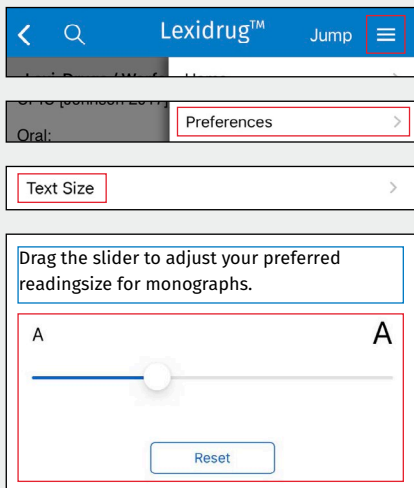 Lexidrug™ Jump
Preferences
Oral:
Text Size
Drag the slider to adjust your preferred
readingsize for monographs.
A A
Reset